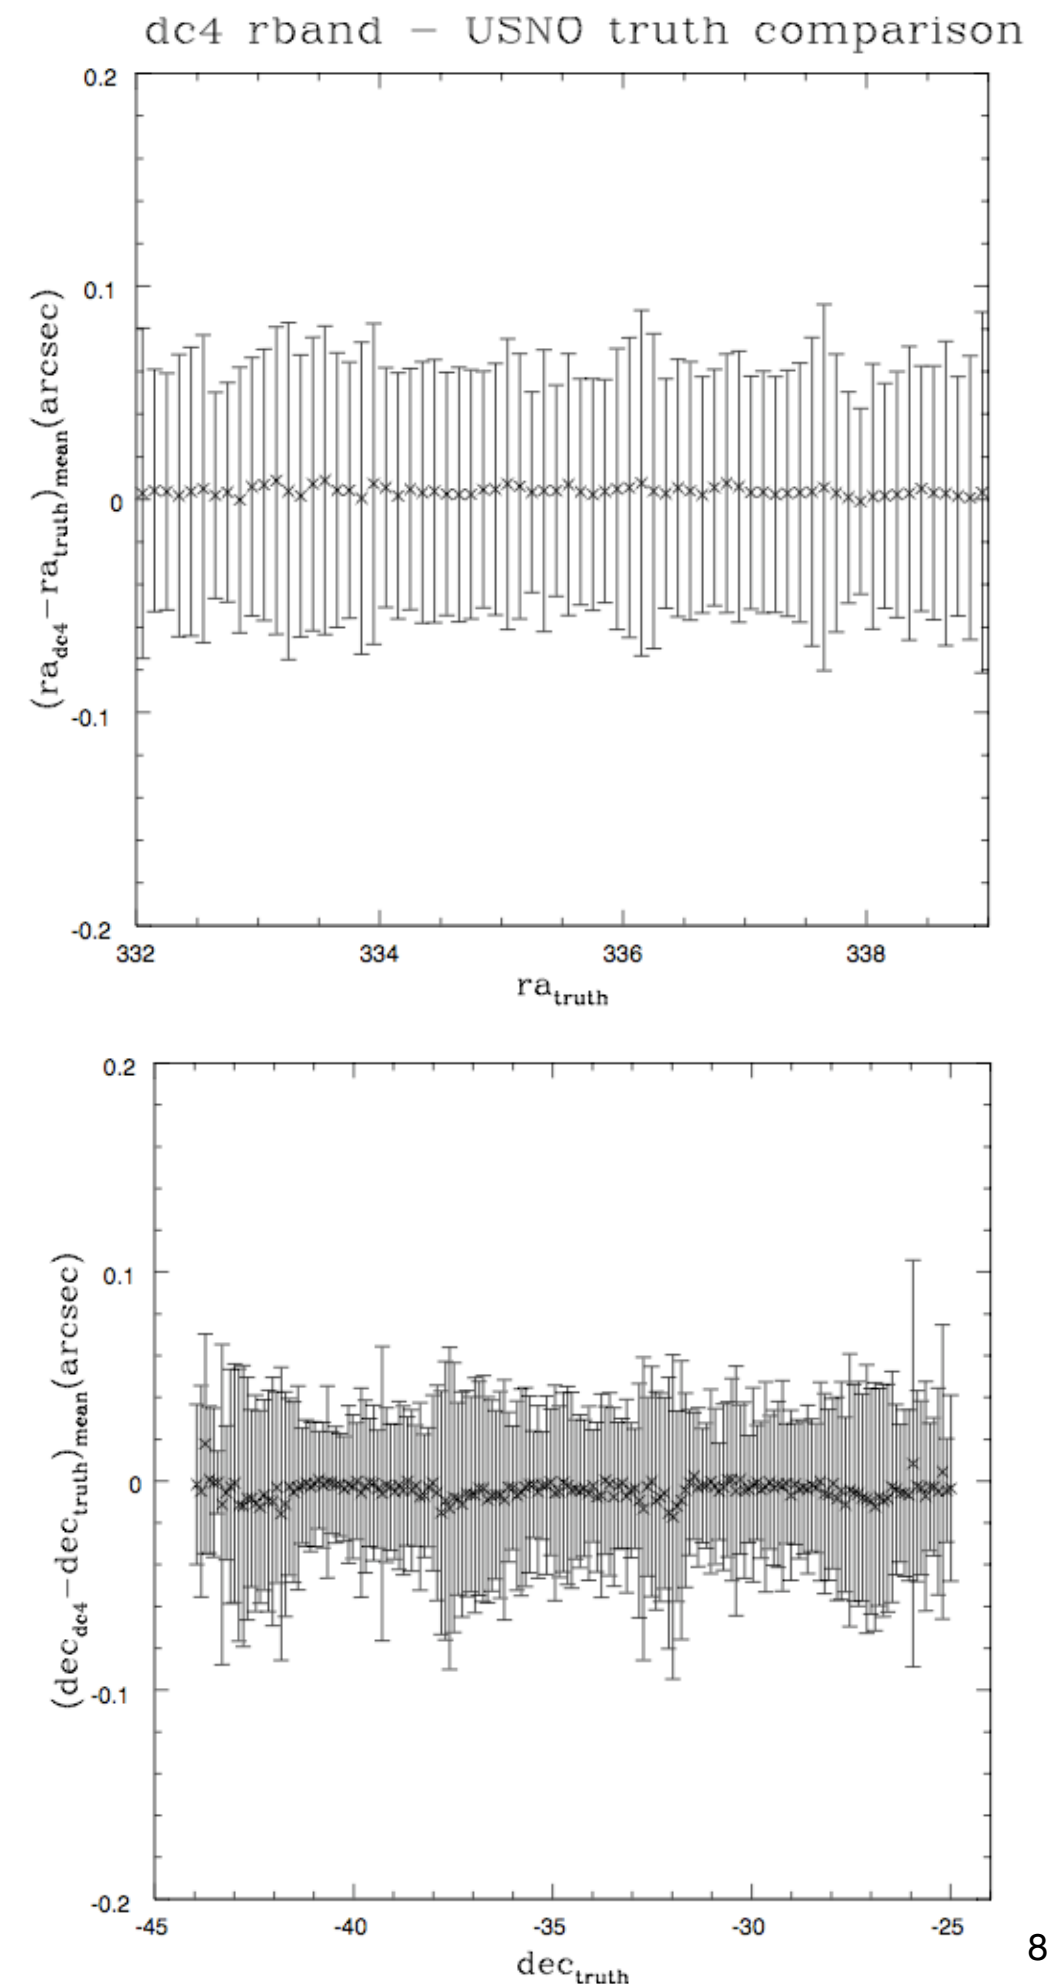 dc4 rband − USNO truth comparison
0.2
0.1
0
-0.1
-0.2
(ra_dc4−ra_truth)_mean(arcsec)
332 334 336 338
ra_truth
0.2
0.1
0
-0.1
-0.2
(dec_dc4−dec_truth)_mean(arcsec)
-45 -40 -35 -30 -25
dec_truth
8